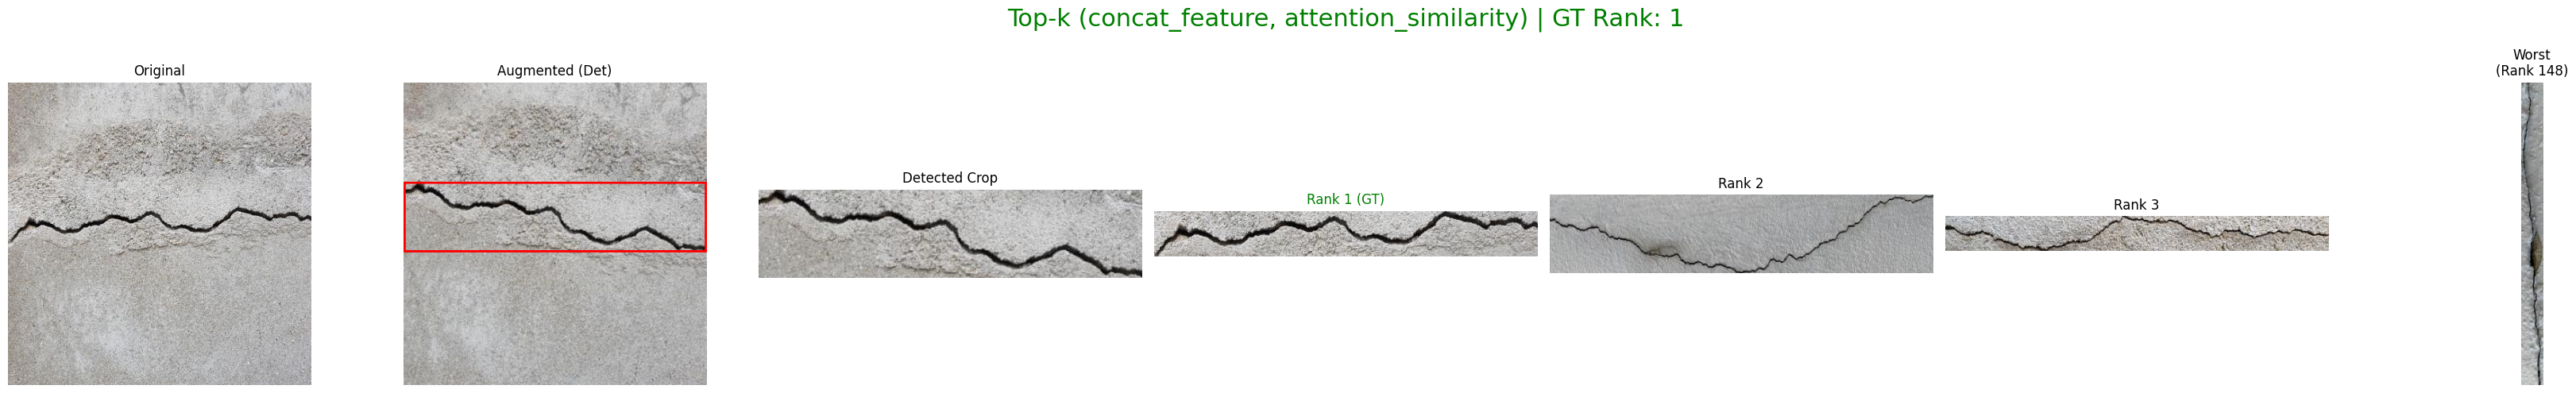 Top-k (concat_feature, attention_similarity) | GT Rank: 1
Original
Augmented (Det)
Detected Crop
Rank 1 (GT)
Rank 2
Rank 3
Worst
(Rank 148)